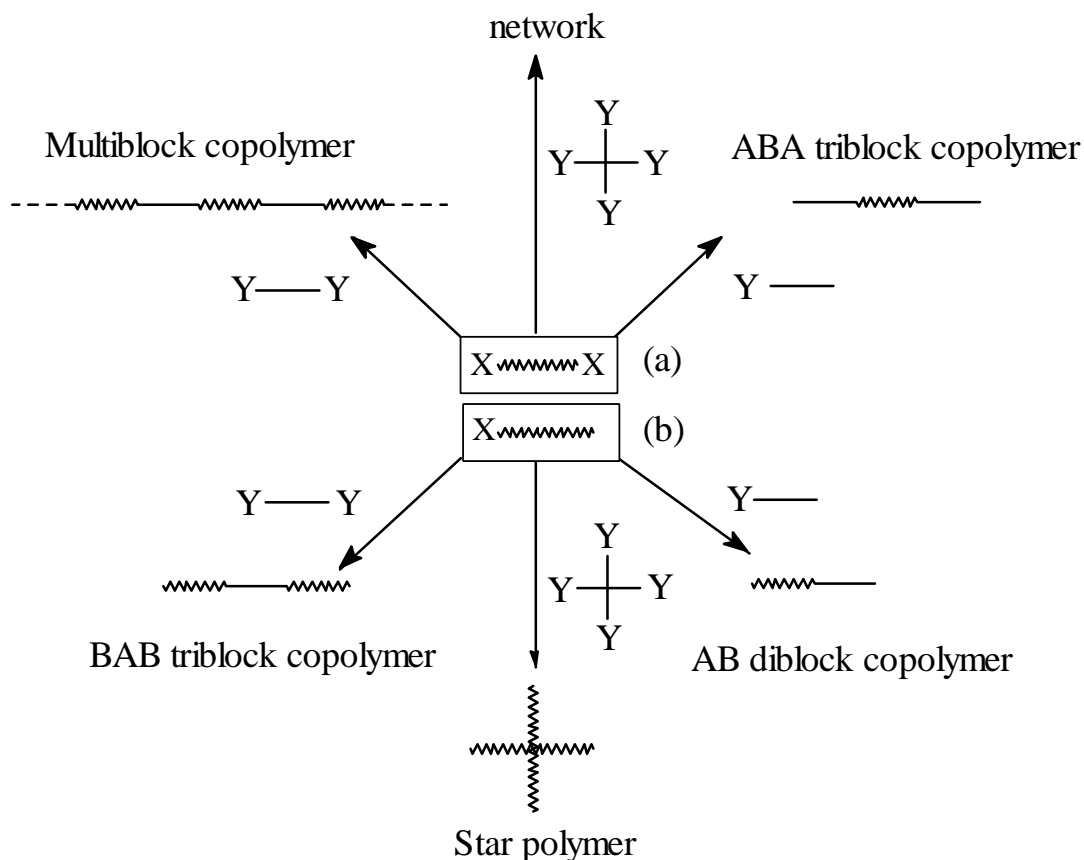 network
Multiblock copolymer
Y
Y Y
Y
ABA triblock copolymer
Y Y
Y
X X (a)
X (b)
Y Y
Y
Y
Y Y
Y
BAB triblock copolymer
AB diblock copolymer
Star polymer